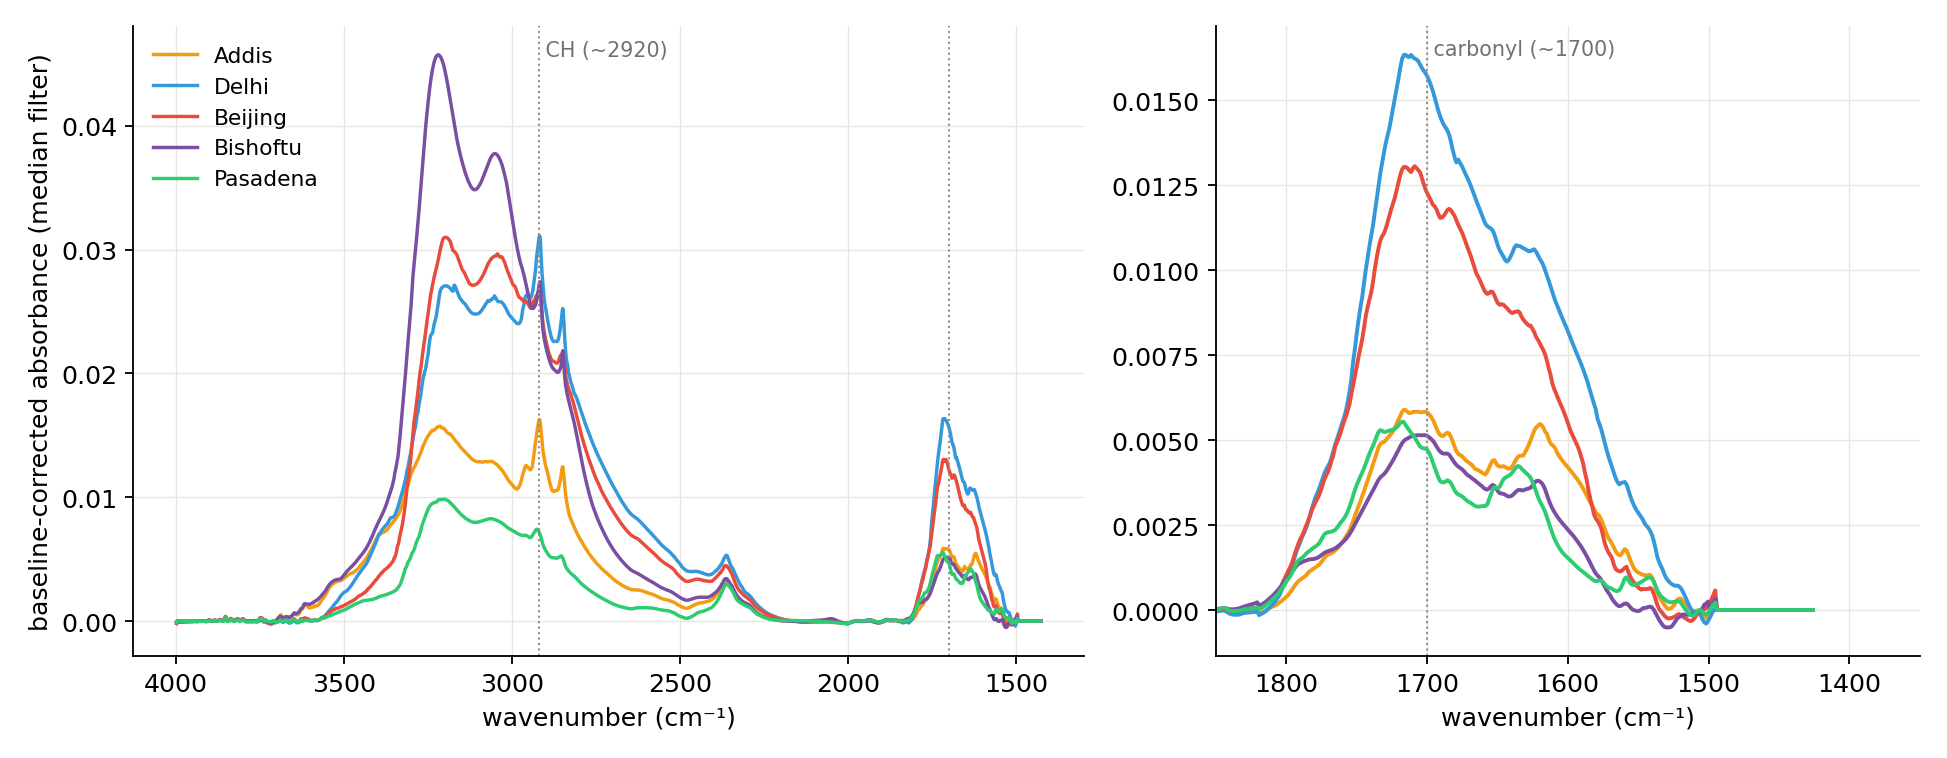 baseline-corrected absorbance (median filter)
0.04
0.03
0.02
0.01
0.00
Addis
Delhi
Beijing
Bishoftu
Pasadena
CH (~2920)
4000 3500 3000 2500 2000 1500
wavenumber (cm⁻¹)
0.0150
0.0125
0.0100
0.0075
0.0050
0.0025
0.0000
carbonyl (~1700)
1800 1700 1600 1500 1400
wavenumber (cm⁻¹)